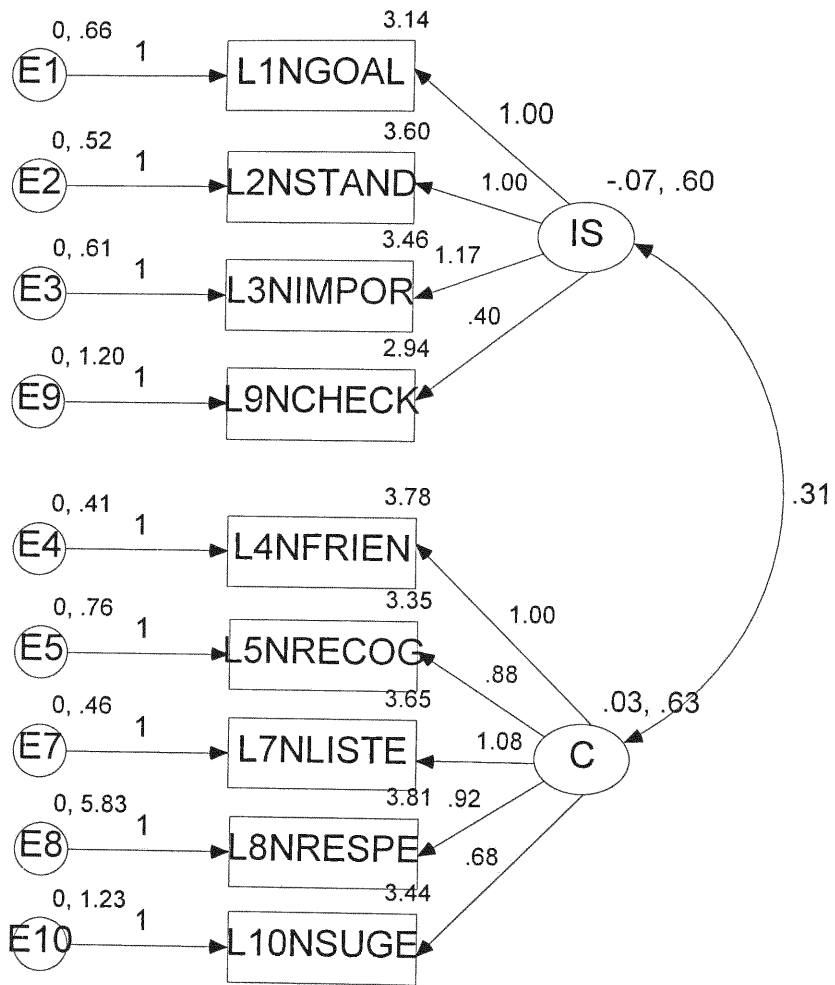 3.14
0, .66
E1
1
L1NGOAL
1.00
3.60
0, .52
E2
1
L2NSTAND
1.00
-.07, .60
IS
3.46
0, .61
E3
1
L3NIMPOR
1.17
.40
2.94
0, 1.20
E9
1
L9NCHECK
.31
3.78
0, .41
E4
1
L4NFRIEN
1.00
3.35
0, .76
E5
1
L5NRECOG
.88
.03, .63
C
3.65
0, .46
E7
1
L7NLISTE
1.08
3.81
.92
0, 5.83
E8
1
L8NRESPE
.68
3.44
0, 1.23
E10
1
L10NSUGE